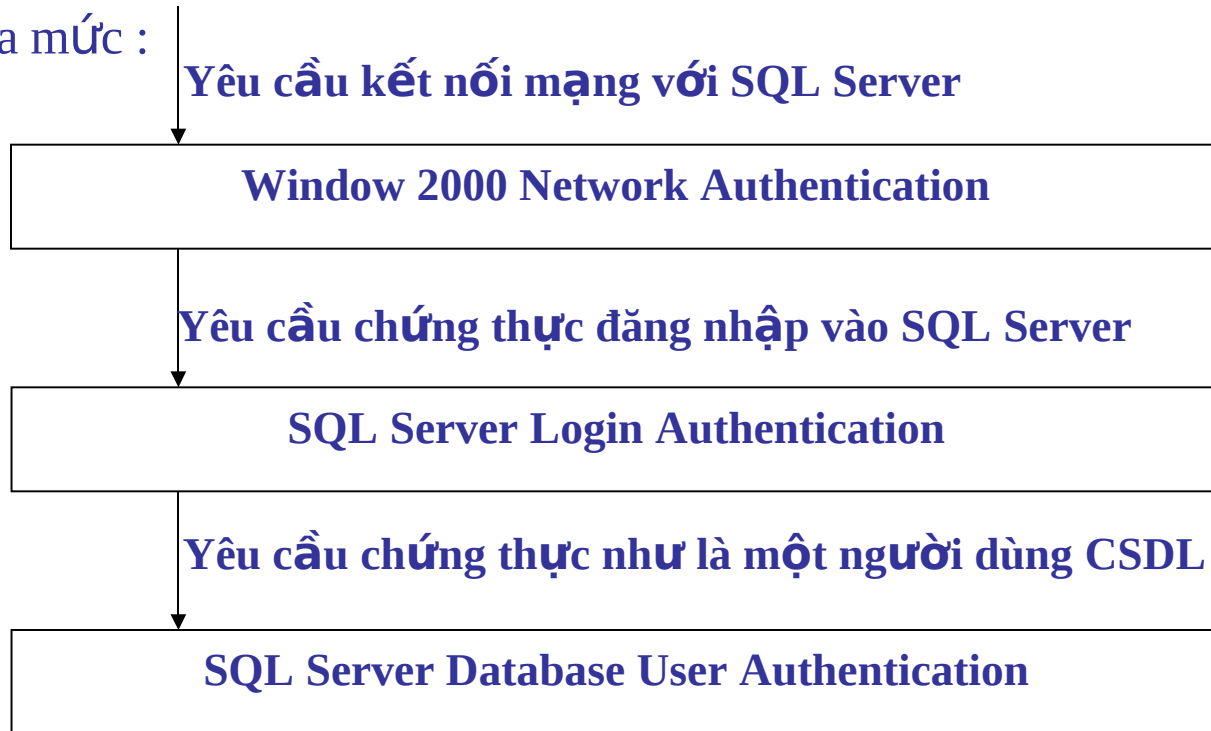 a mức :
Yêu cầu kết nối mạng với SQL Server
Window 2000 Network Authentication
Yêu cầu chứng thực đăng nhập vào SQL Server
SQL Server Login Authentication
Yêu cầu chứng thực như là một người dùng CSDL
SQL Server Database User Authentication